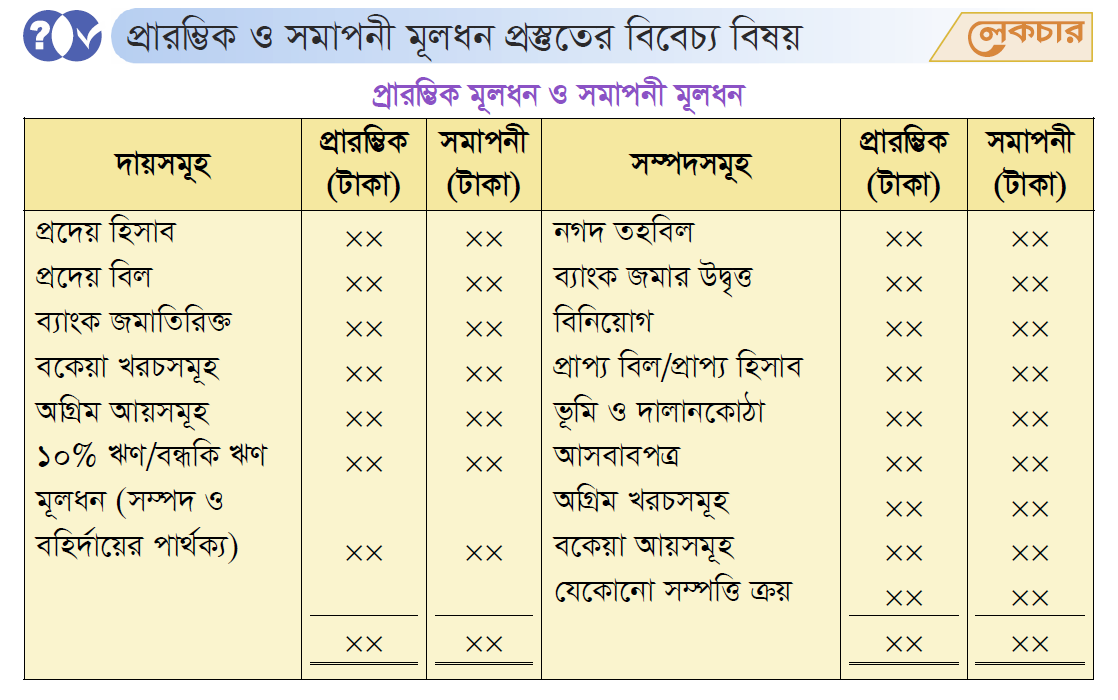 প্রারম্ভিক ও সমাপনী মূলধন প্রস্তুতের বিবেচ্য বিষয়
লেকচার
প্রারম্ভিক মূলধন ও সমাপনী মূলধন
দায়সমূহ প্রারম্ভিক (টাকা) সমাপনী (টাকা) সম্পদসমূহ প্রারম্ভিক (টাকা) সমাপনী (টাকা)
প্রদেয় হিসাব ×× ×× নগদ তহবিল ×× ××
প্রদেয় বিল ×× ×× ব্যাংক জমার উদ্বৃত্ত ×× ××
ব্যাংক জমাতিরিক্ত ×× ×× বিনিয়োগ ×× ××
বকেয়া খরচসমূহ ×× ×× প্রাপ্য বিল/প্রাপ্য হিসাব ×× ××
অগ্রিম আয়সমূহ ×× ×× ভূমি ও দালানকোঠা ×× ××
১০% ঋণ/বন্ধকি ঋণ ×× ×× আসবাবপত্র ×× ××
মূলধন (সম্পদ ও অগ্রিম খরচসমূহ ×× ××
বহির্দায়ের পার্থক্য) ×× ×× বকেয়া আয়সমূহ ×× ××
যেকোনো সম্পত্তি ক্রয় ×× ××
×× ×× ×× ××